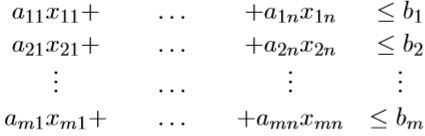 a₁₁x₁₁+ … +a₁ₙx₁ₙ ≤ b₁
a₂₁x₂₁+ … +a₂ₙx₂ₙ ≤ b₂
⋮ … ⋮ ⋮
aₘ₁xₘ₁+ … +aₘₙxₘₙ ≤ bₘ